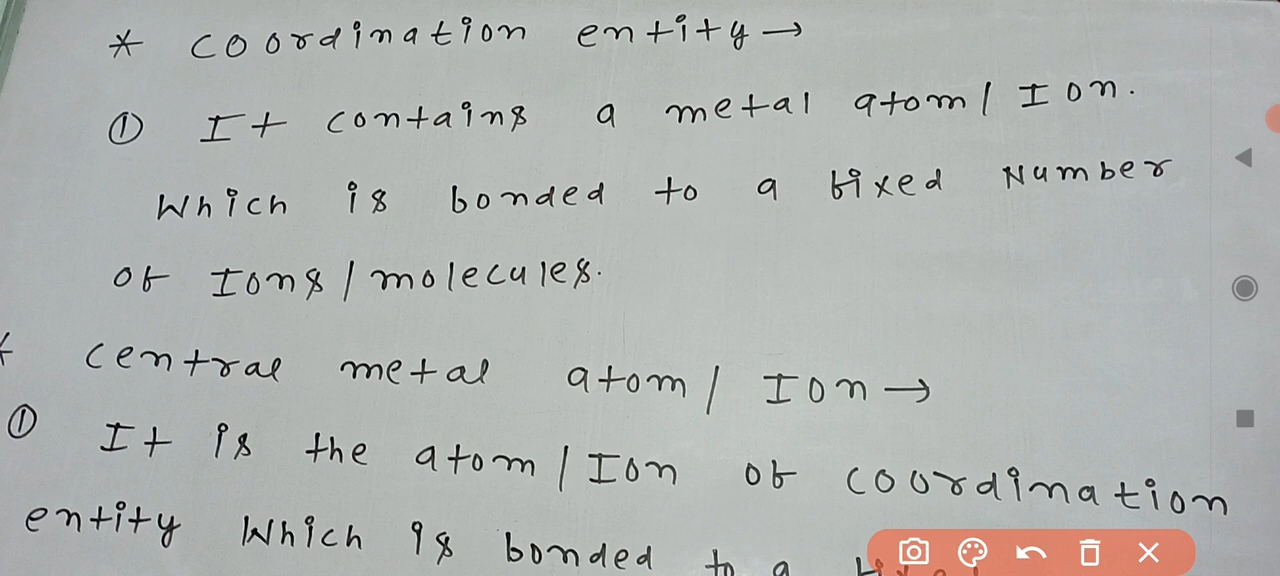 * Coordination entity →
① It contains a metal atom / Ion.
Which is bonded to a fixed Number
of Ions / molecules.
* Central metal atom / Ion →
① It is the atom / Ion of coordination
entity Which is bonded to a